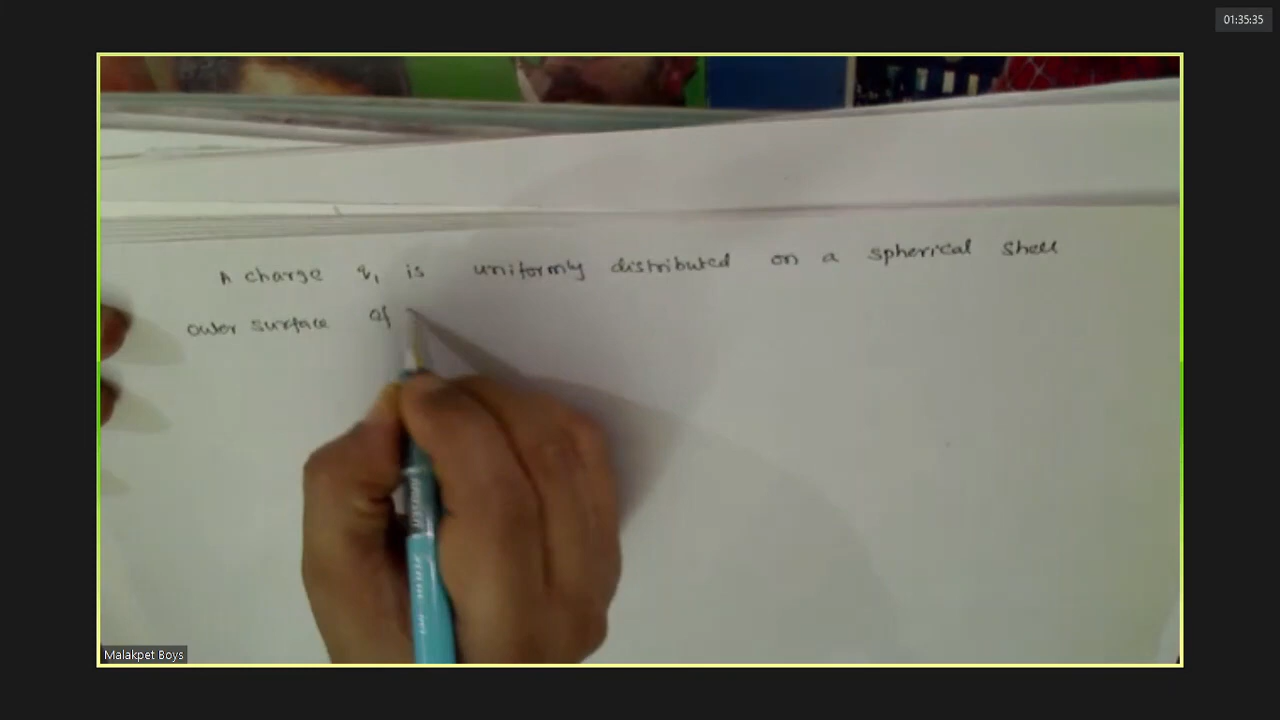 01:35:35
A charge q₁ is uniformly distributed on a spherical shell
outer surface of
Malakpet Boys